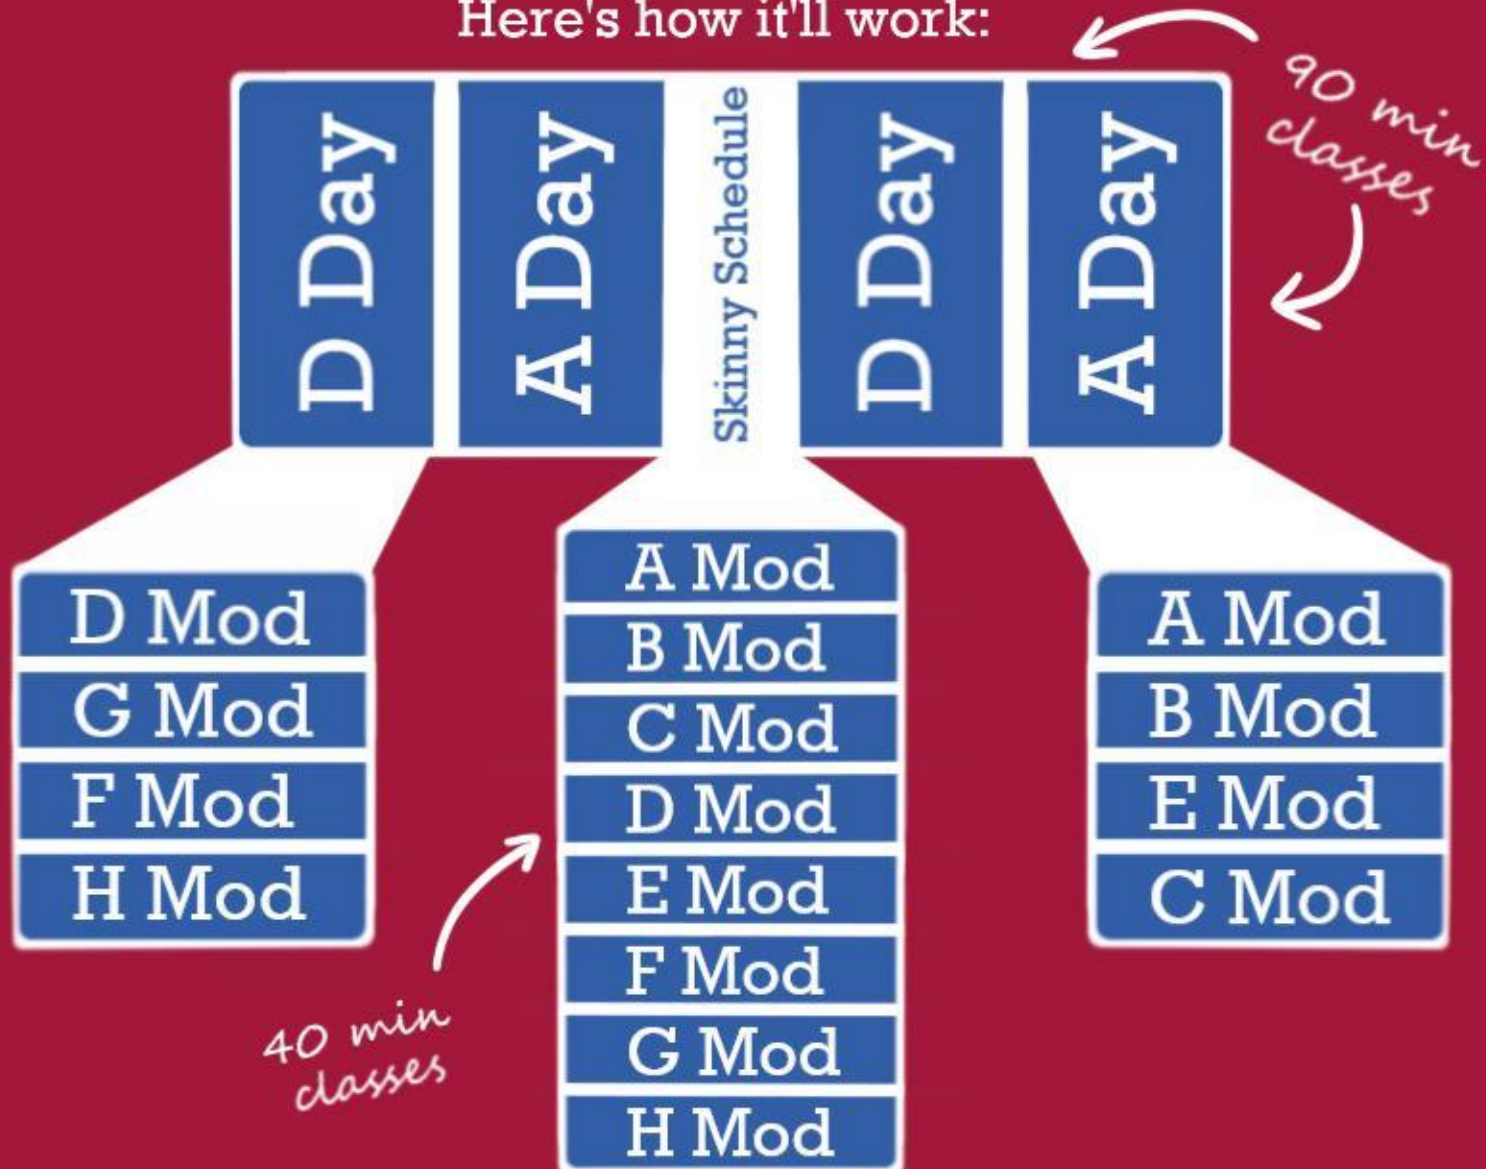 Here's how it'll work:
D Day
A Day
Skinny Schedule
D Day
A Day
90 min
classes
D Mod
G Mod
F Mod
H Mod
A Mod
B Mod
C Mod
D Mod
E Mod
F Mod
G Mod
H Mod
A Mod
B Mod
E Mod
C Mod
40 min
classes